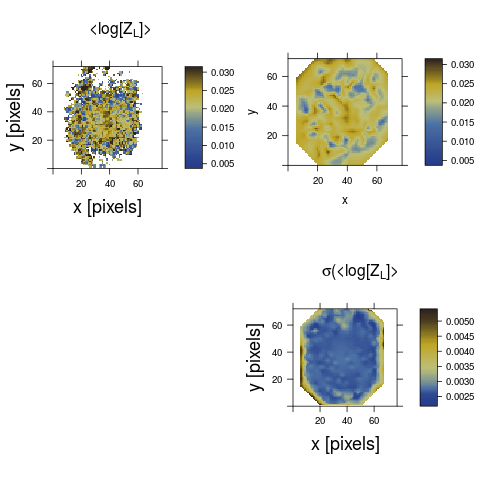 <log[Z_L]>
60
40
20
20 40 60
y [pixels]
x [pixels]
0.030
0.025
0.020
0.015
0.010
0.005
60
40
20
20 40 60
y
x
0.030
0.025
0.020
0.015
0.010
0.005
σ(<log[Z_L]>
60
40
20
20 40 60
y [pixels]
x [pixels]
0.0050
0.0045
0.0040
0.0035
0.0030
0.0025